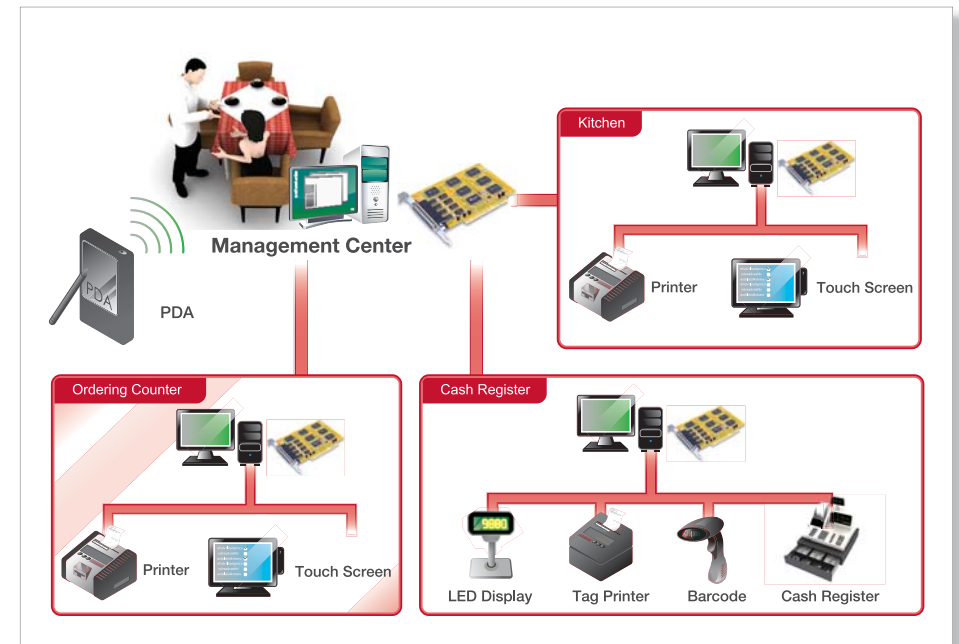 Kitchen
Management Center
PDA
PDA
Printer
Touch Screen
Ordering Counter
Cash Register
Printer
Touch Screen
9000
LED Display
Tag Printer
Barcode
Cash Register